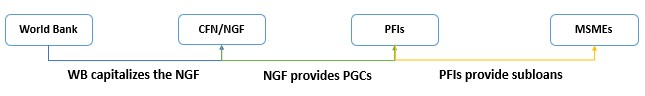 World Bank
CFN/NGF
PFIs
MSMEs
WB capitalizes the NGF
NGF provides PGCs
PFIs provide subloans